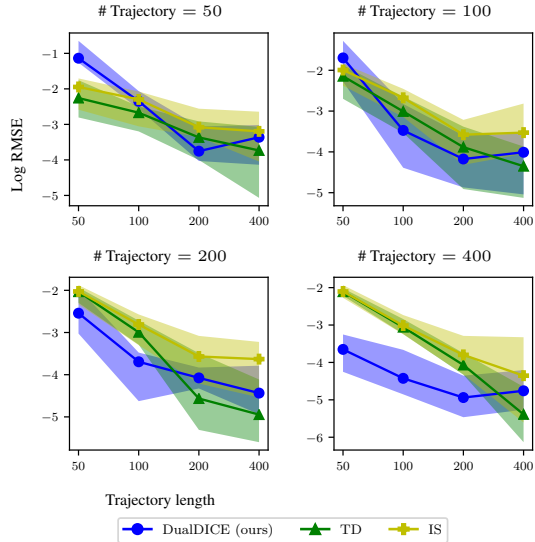 # Trajectory = 50
# Trajectory = 100
Log RMSE
−1
−2
−3
−4
−5
50 100 200 400
−2
−3
−4
−5
50 100 200 400
# Trajectory = 200
# Trajectory = 400
−2
−3
−4
−5
50 100 200 400
−2
−3
−4
−5
−6
50 100 200 400
Trajectory length
DualDICE (ours) TD IS